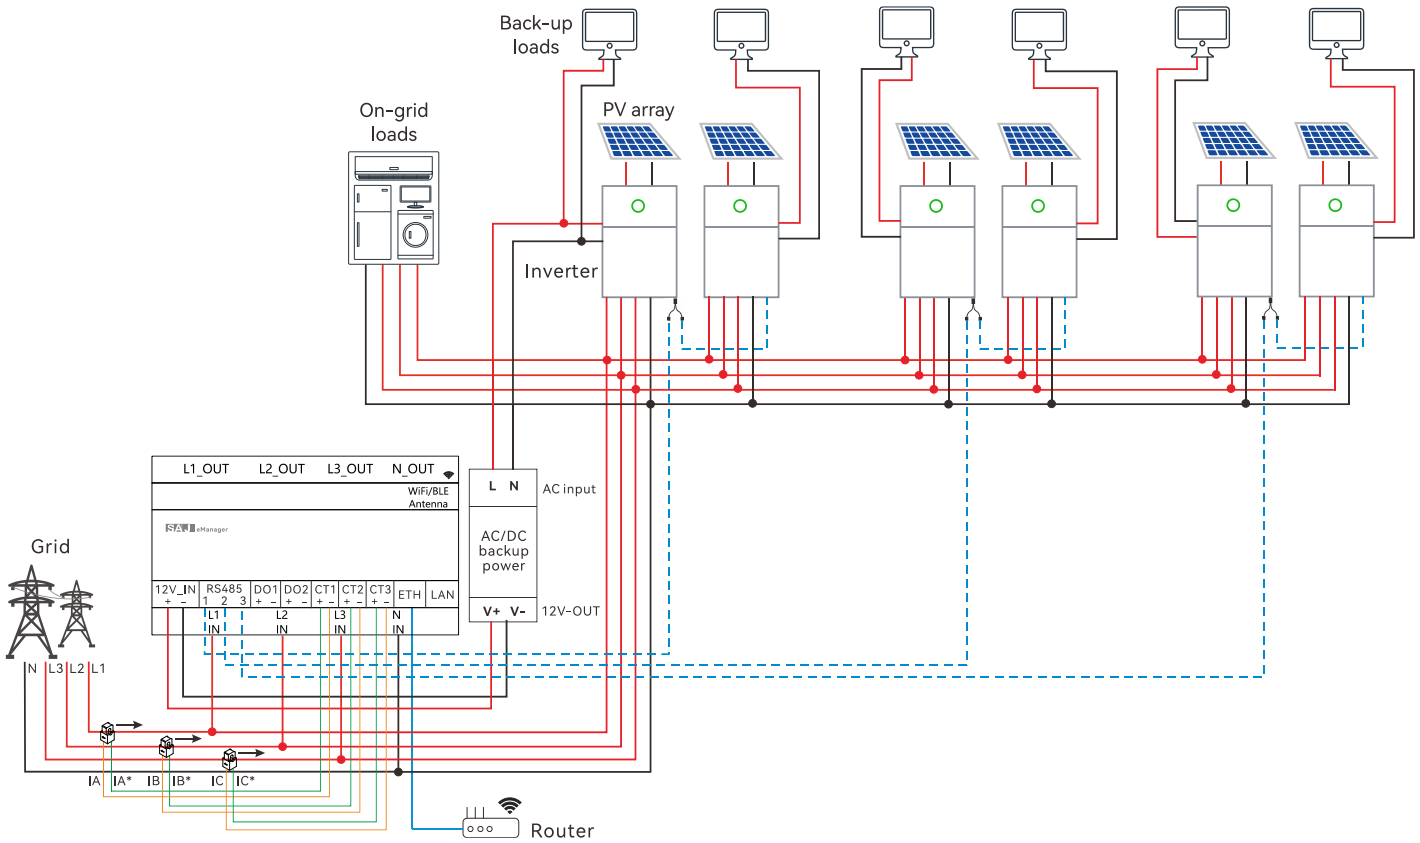 Back-up
loads
PV array
On-grid
loads
Inverter
L1_OUT L2_OUT L3_OUT N_OUT
WiFi/BLE
Antenna
SAJ eManager
12V_IN RS485 DO1 DO2 CT1 CT2 CT3 ETH LAN
+ - 1 2 3 + - + - + - + - + -
L1 L2 L3 N
IN IN IN IN
L N
AC input
AC/DC
backup
power
V+ V-
12V-OUT
Grid
N L3 L2 L1
IA IA* IB IB* IC IC*
Router